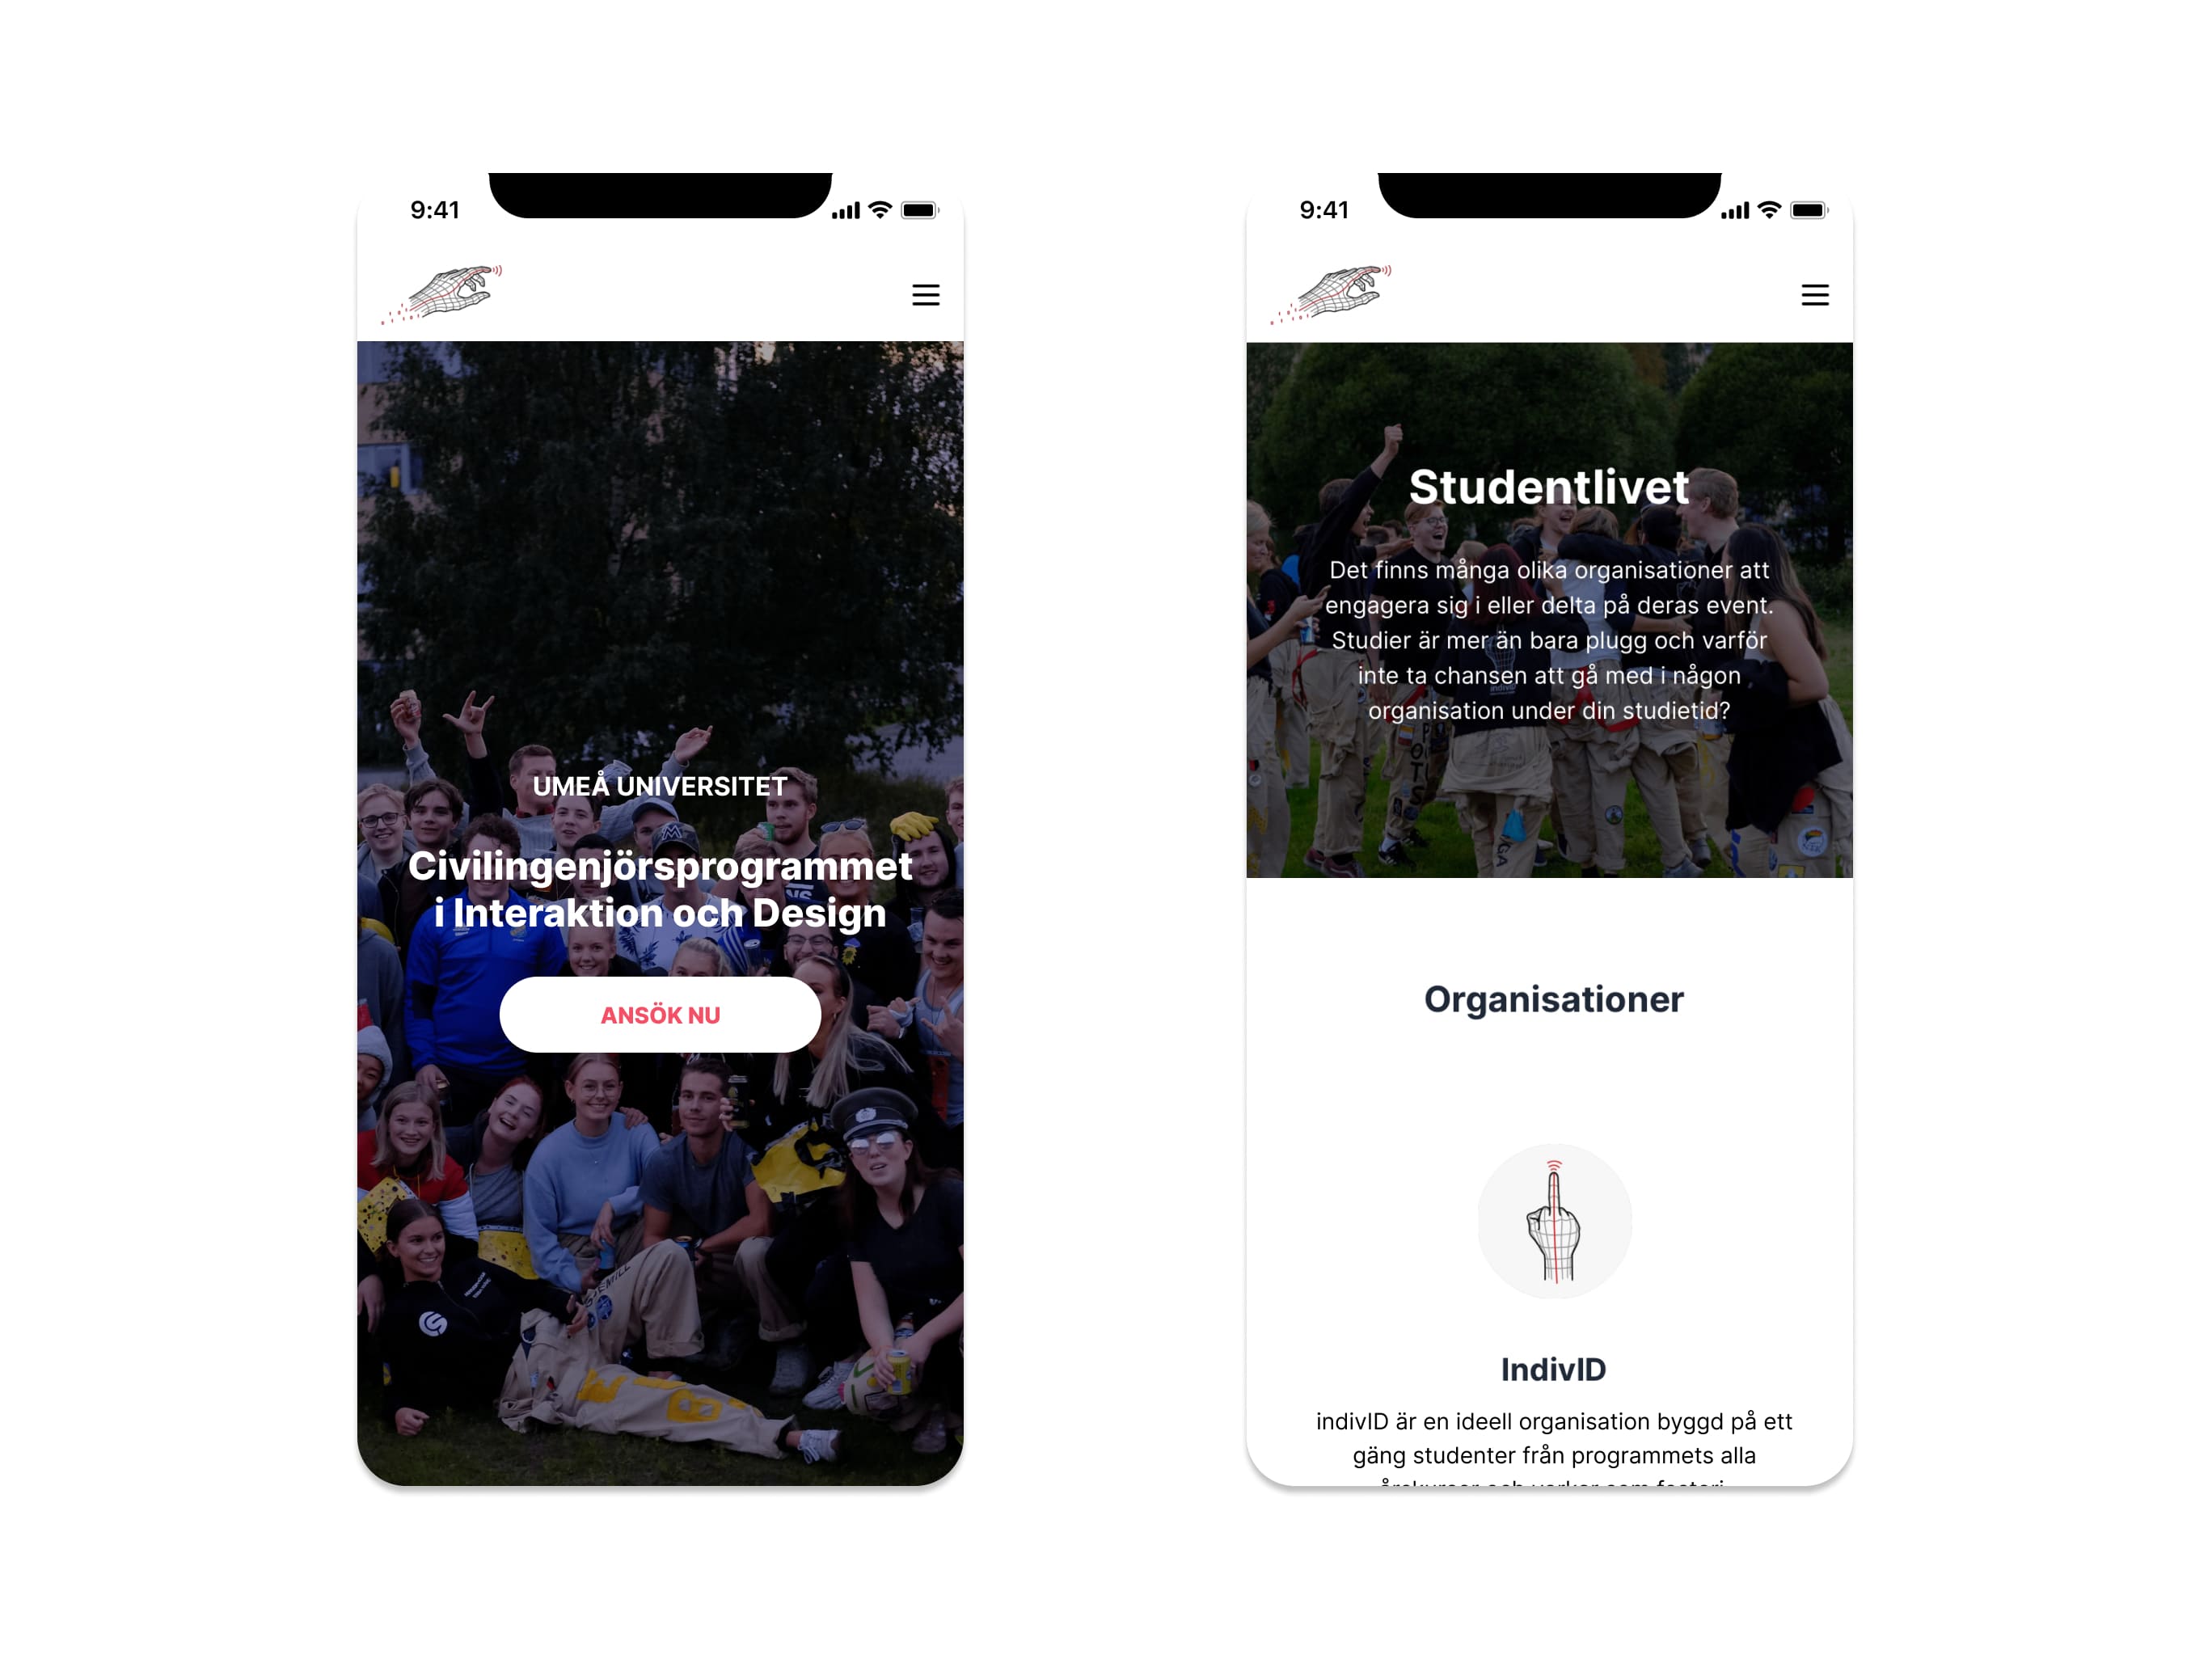 9:41
UMEÅ UNIVERSITET
Civilingenjörsprogrammet
i Interaktion och Design
ANSÖK NU
9:41
Studentlivet
Det finns många olika organisationer att
engagera sig i eller delta på deras event.
Studier är mer än bara plugg och varför
inte ta chansen att gå med i någon
organisation under din studietid?
Organisationer
IndivID
indivID är en ideell organisation byggd på ett
gäng studenter från programmets alla